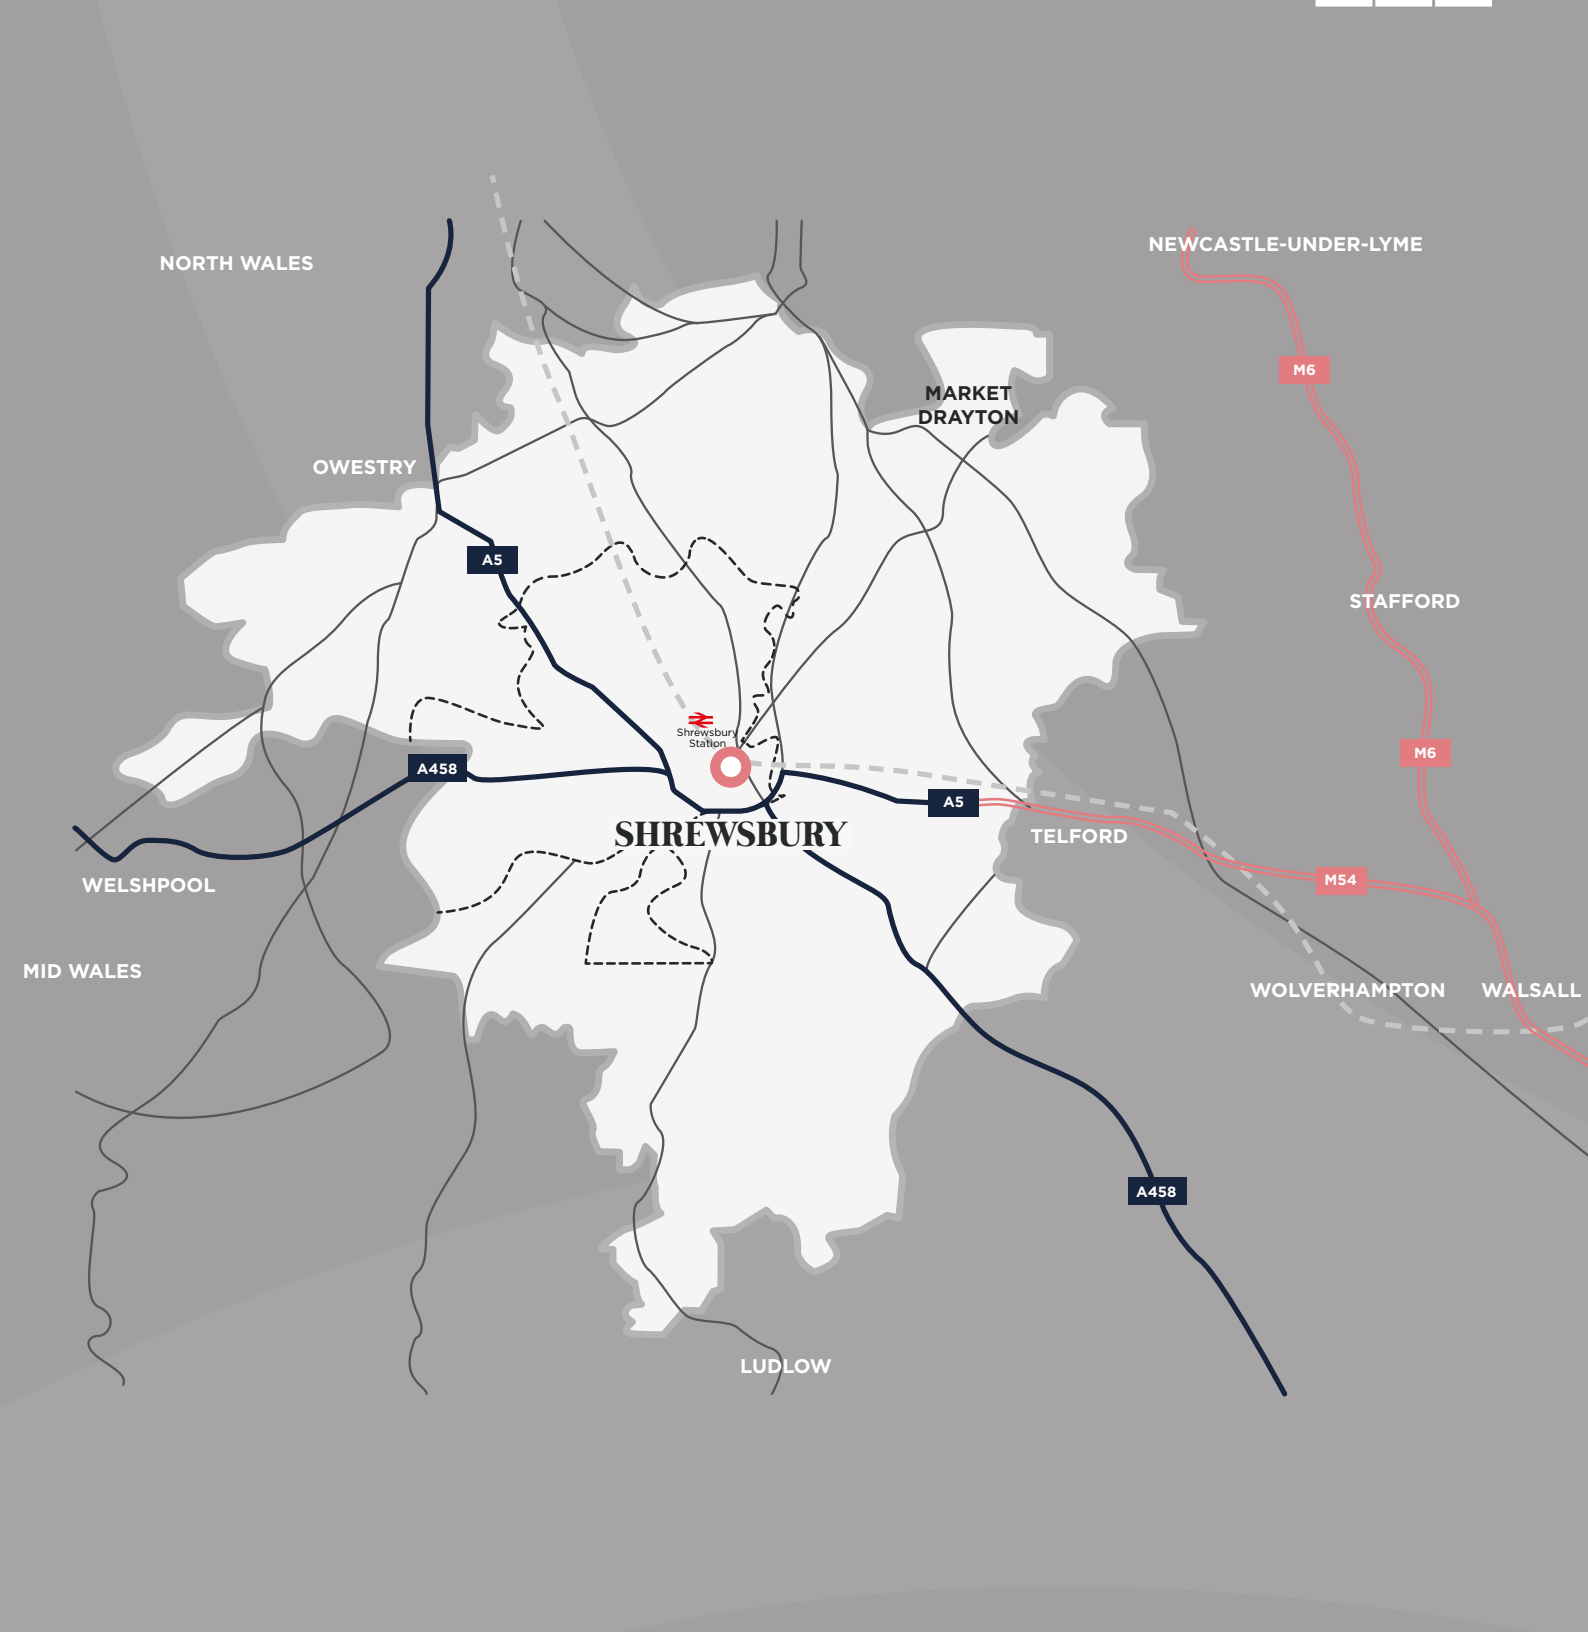 NEWCASTLE-UNDER-LYME
NORTH WALES
M6
MARKET
DRAYTON
OWESTRY
A5
STAFFORD
Shrewsbury
Station
M6
A458
A5
SHREWSBURY
TELFORD
M54
WELSHPOOL
MID WALES
WOLVERHAMPTON
WALSALL
A458
LUDLOW